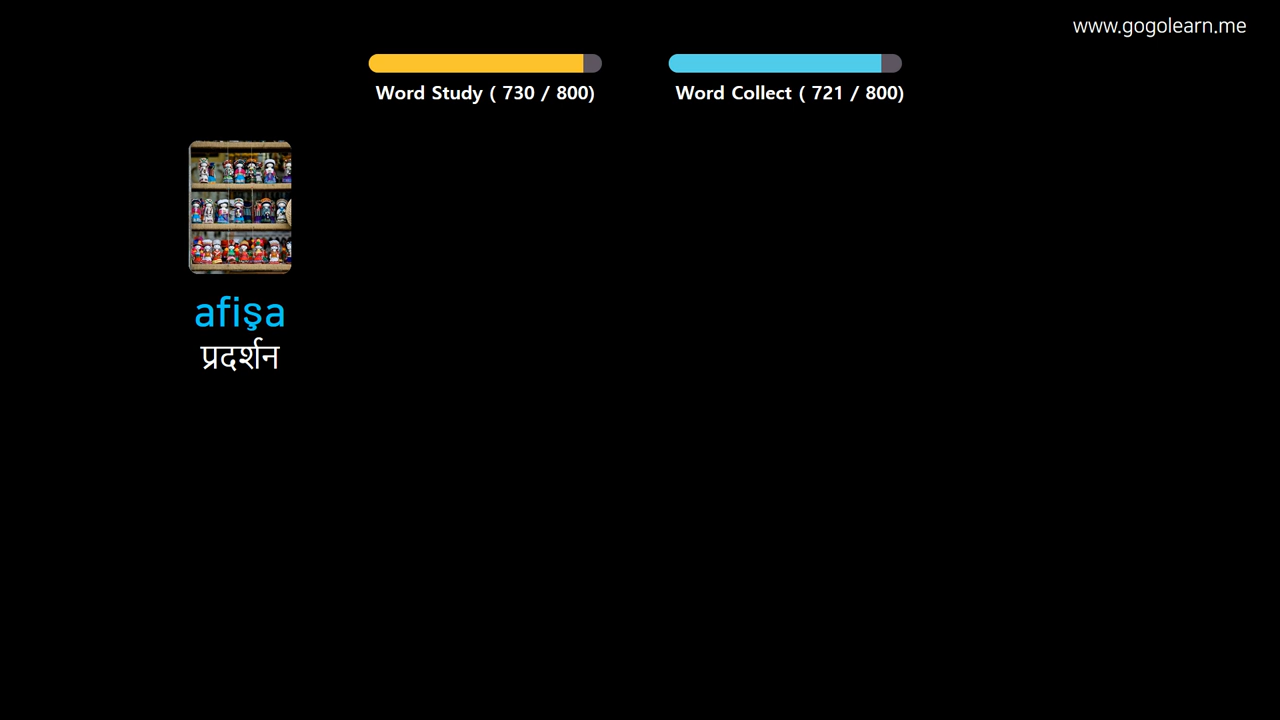 www.gogolearn.me
Word Study ( 730 / 800)
Word Collect ( 721 / 800)
afişa
प्रदर्शन